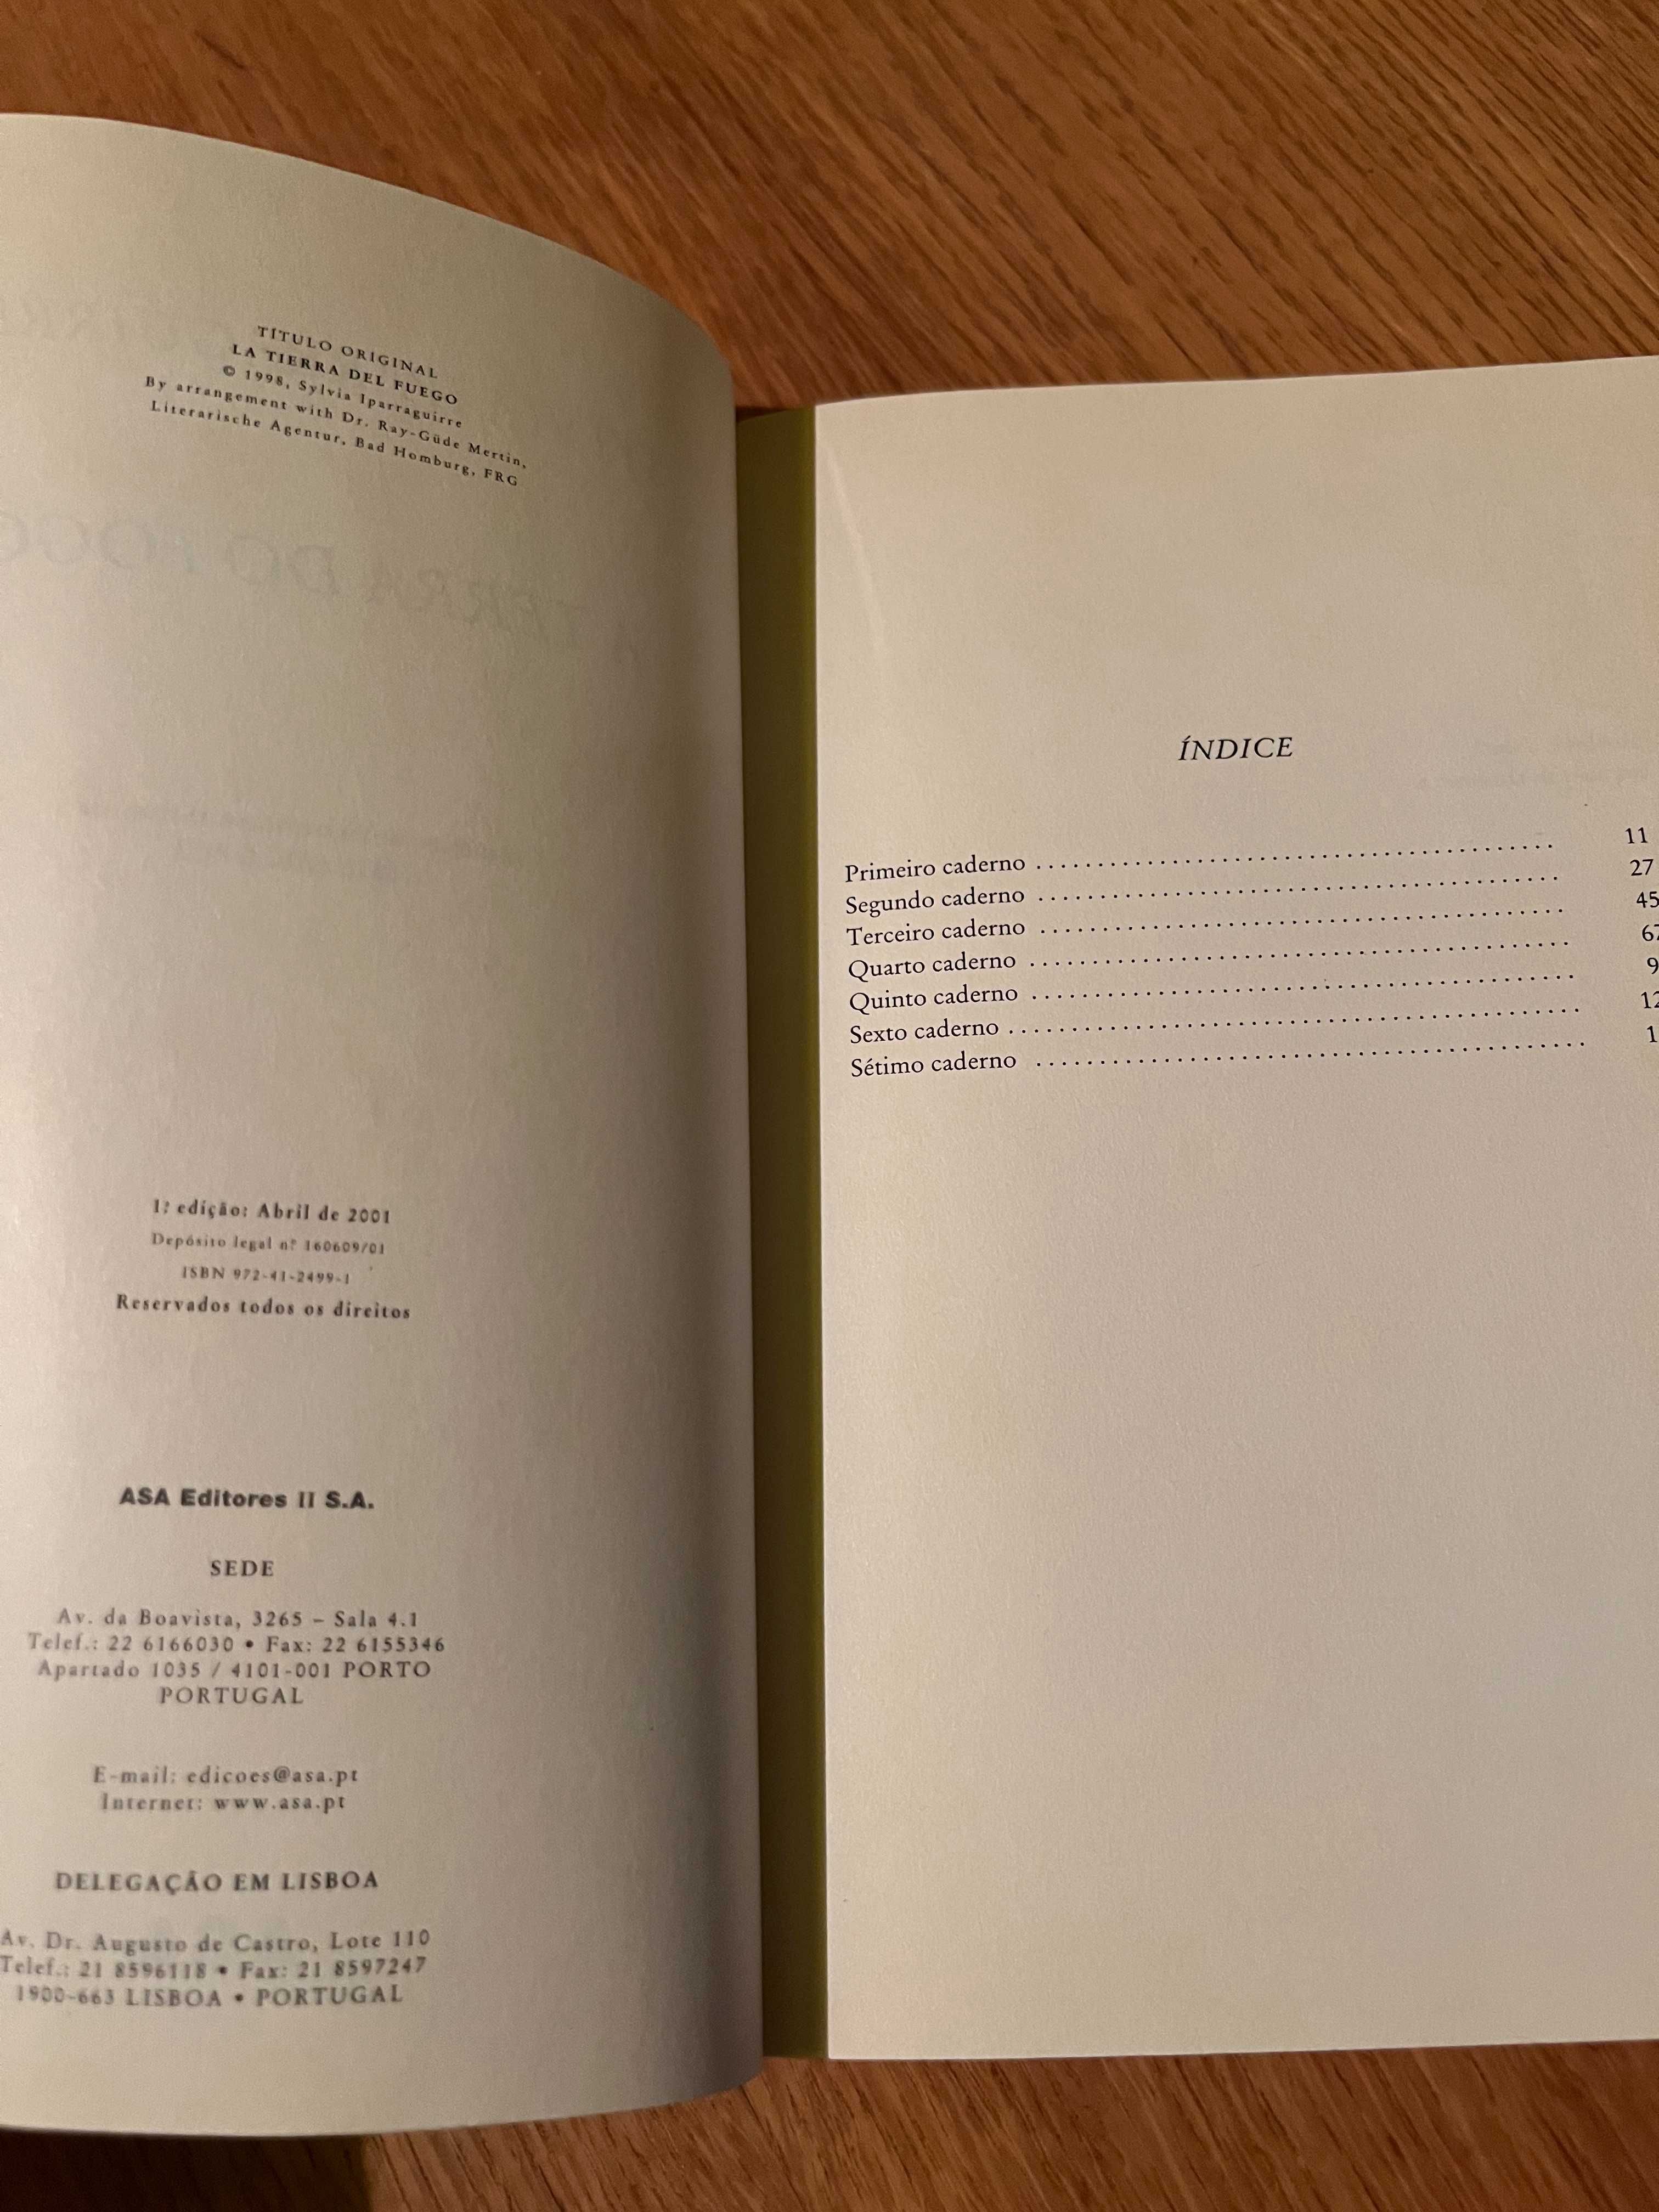 TÍTULO ORIGINAL
LA TIERRA DEL FUEGO
© 1998, Sylvia Iparraguirre
By arrangement with Dr. Ray-Güde Mertin,
Literarische Agentur, Bad Homburg, FRG
1ª edição: Abril de 2001
Depósito legal nº 160609/01
ISBN 972-41-2499-1
Reservados todos os direitos
ASA Editores II S.A.
SEDE
Av. da Boavista, 3265 – Sala 4.1
Telef.: 22 6166030 • Fax: 22 6155346
Apartado 1035 / 4101-001 PORTO
PORTUGAL
E-mail: edicoes@asa.pt
Internet: www.asa.pt
DELEGAÇÃO EM LISBOA
Av. Dr. Augusto de Castro, Lote 110
Telef.: 21 8596118 • Fax: 21 8597247
1900-663 LISBOA • PORTUGAL
ÍNDICE
Primeiro caderno ........................................ 11
Segundo caderno ........................................ 27
Terceiro caderno ........................................ 45
Quarto caderno ........................................ 67
Quinto caderno ........................................
Sexto caderno ........................................
Sétimo caderno ........................................